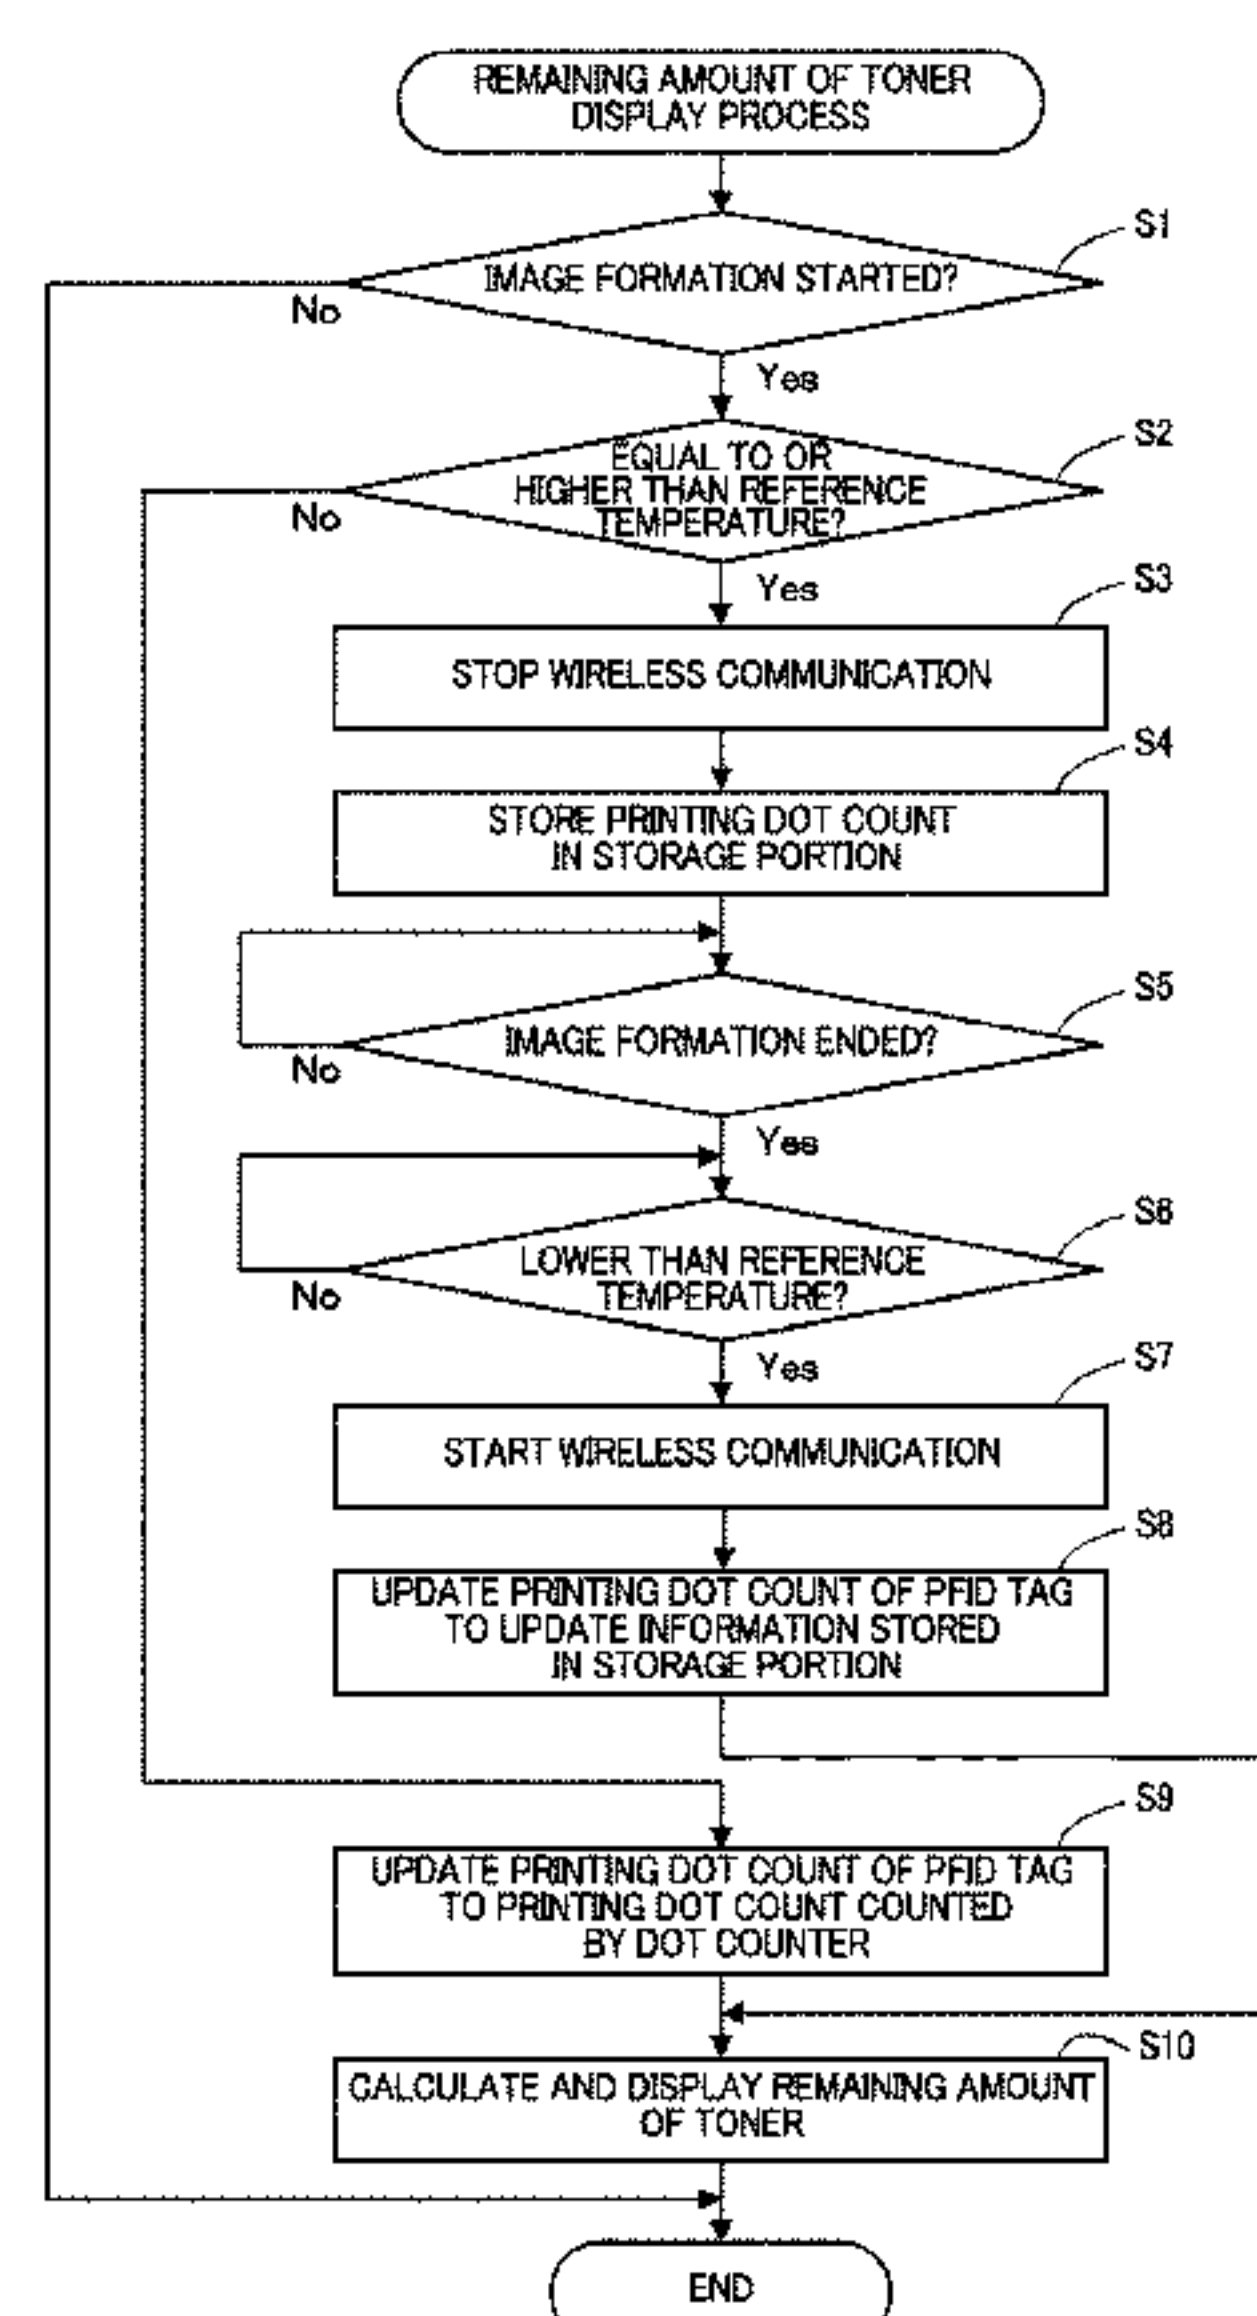 REMAINING AMOUNT OF TONER
DISPLAY PROCESS
S1
IMAGE FORMATION STARTED?
No
Yes
S2
EQUAL TO OR
HIGHER THAN REFERENCE
TEMPERATURE?
No
Yes
S3
STOP WIRELESS COMMUNICATION
S4
STORE PRINTING DOT COUNT
IN STORAGE PORTION
S5
IMAGE FORMATION ENDED?
No
Yes
S6
LOWER THAN REFERENCE
TEMPERATURE?
No
Yes
S7
START WIRELESS COMMUNICATION
S8
UPDATE PRINTING DOT COUNT OF PFID TAG
TO UPDATE INFORMATION STORED
IN STORAGE PORTION
S9
UPDATE PRINTING DOT COUNT OF PFID TAG
TO PRINTING DOT COUNT COUNTED
BY DOT COUNTER
S10
CALCULATE AND DISPLAY REMAINING AMOUNT
OF TONER
END